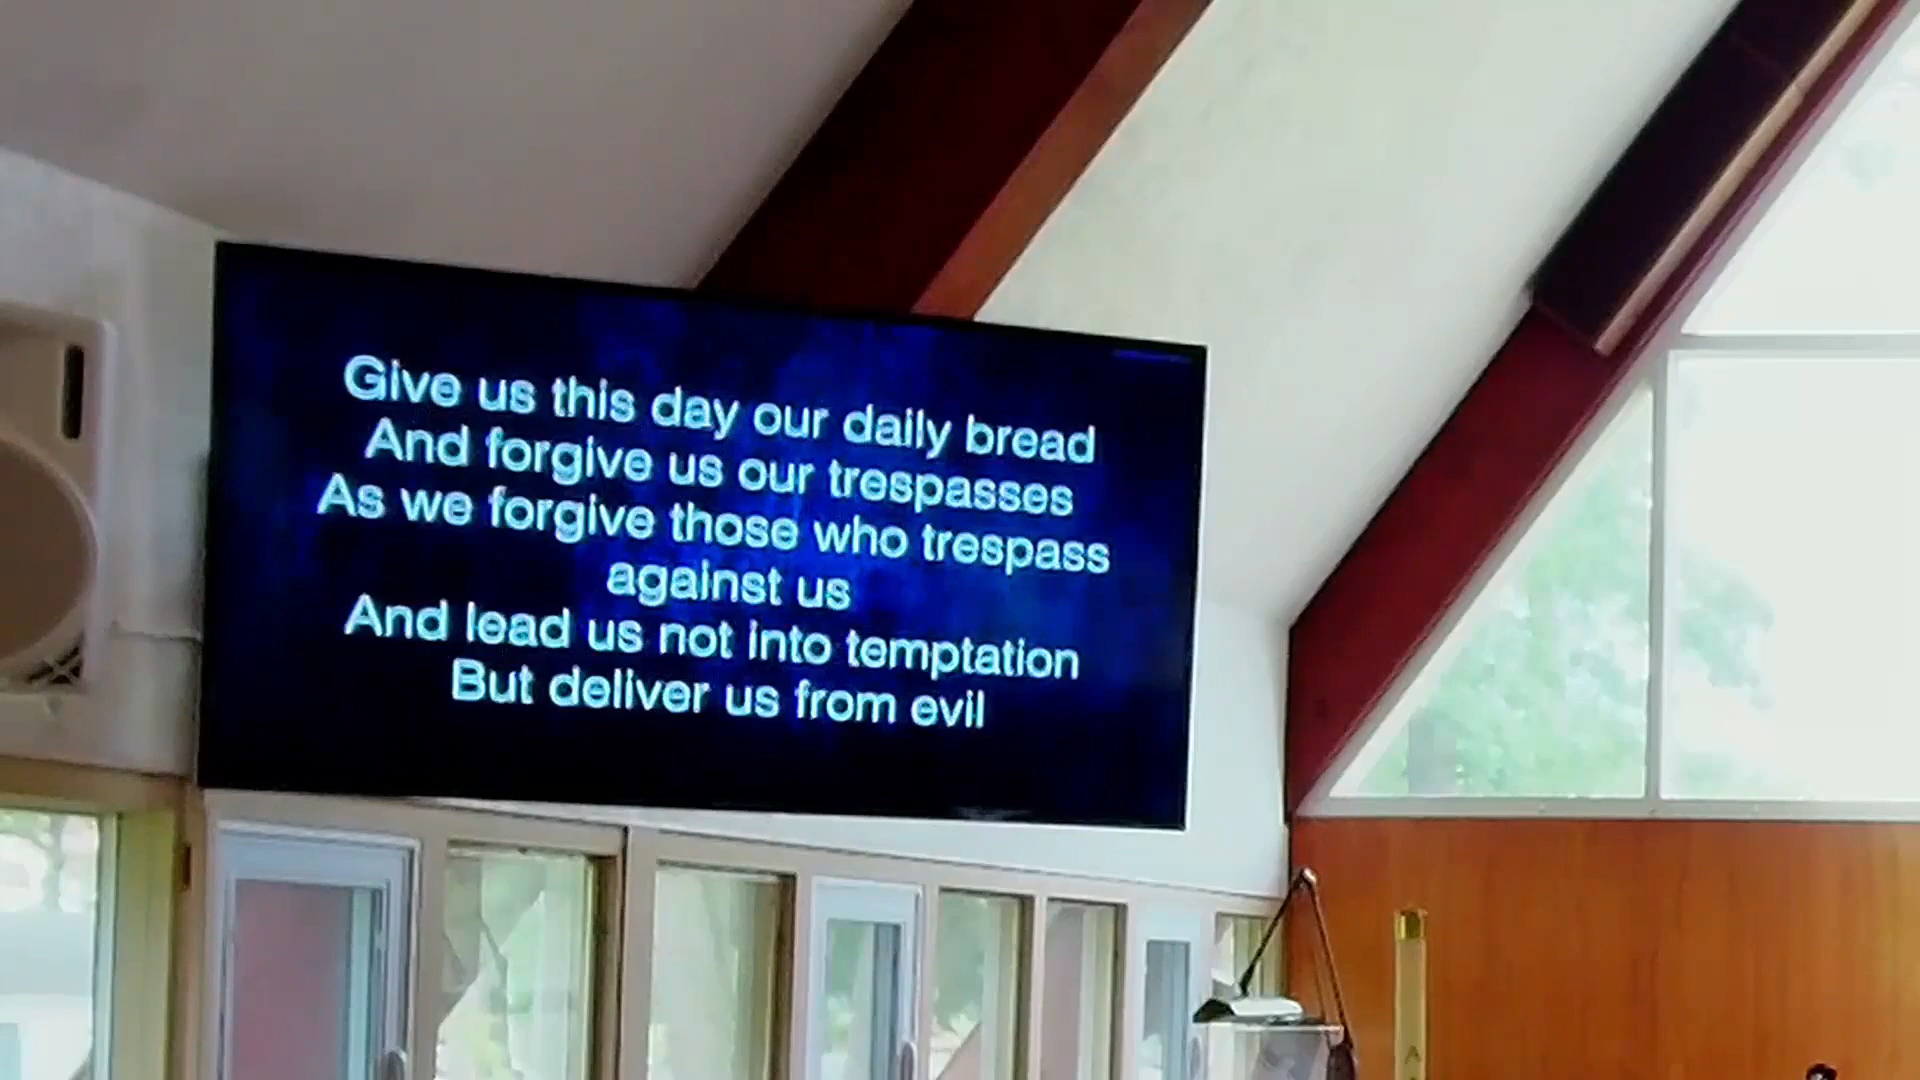 Give us this day our daily bread
And forgive us our trespasses
As we forgive those who trespass
against us
And lead us not into temptation
But deliver us from evil